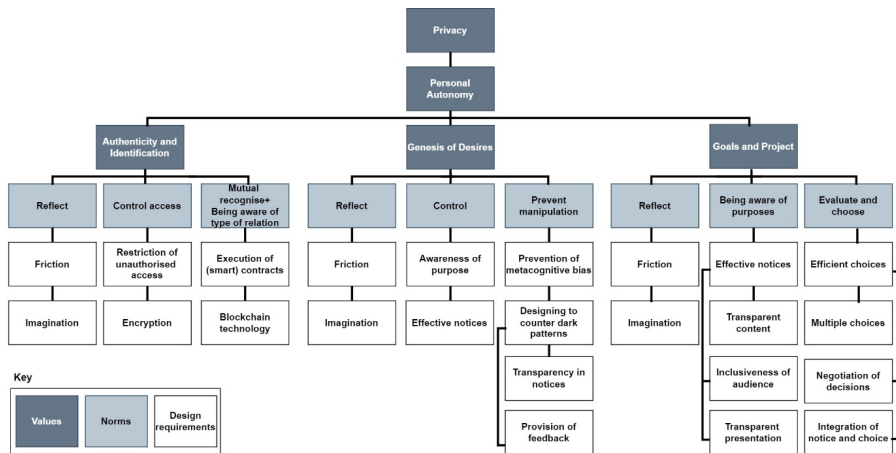 Privacy
Personal
Autonomy
Authenticity and
Identification
Genesis of Desires
Goals and Project
Reflect
Control access
Mutual
recognise+
Being aware of
type of relation
Reflect
Control
Prevent
manipulation
Reflect
Being aware of
purposes
Evaluate and
choose
Friction
Restriction of
unauthorised
access
Execution of
(smart) contracts
Friction
Awareness of
purpose
Prevention of
metacognitive bias
Friction
Effective notices
Efficient choices
Imagination
Encryption
Blockchain
technology
Imagination
Effective notices
Designing to
counter dark
patterns
Imagination
Transparent
content
Multiple choices
Transparency in
notices
Inclusiveness of
audience
Negotiation of
decisions
Provision of
feedback
Transparent
presentation
Integration of
notice and choice
Key
Values
Norms
Design
requirements